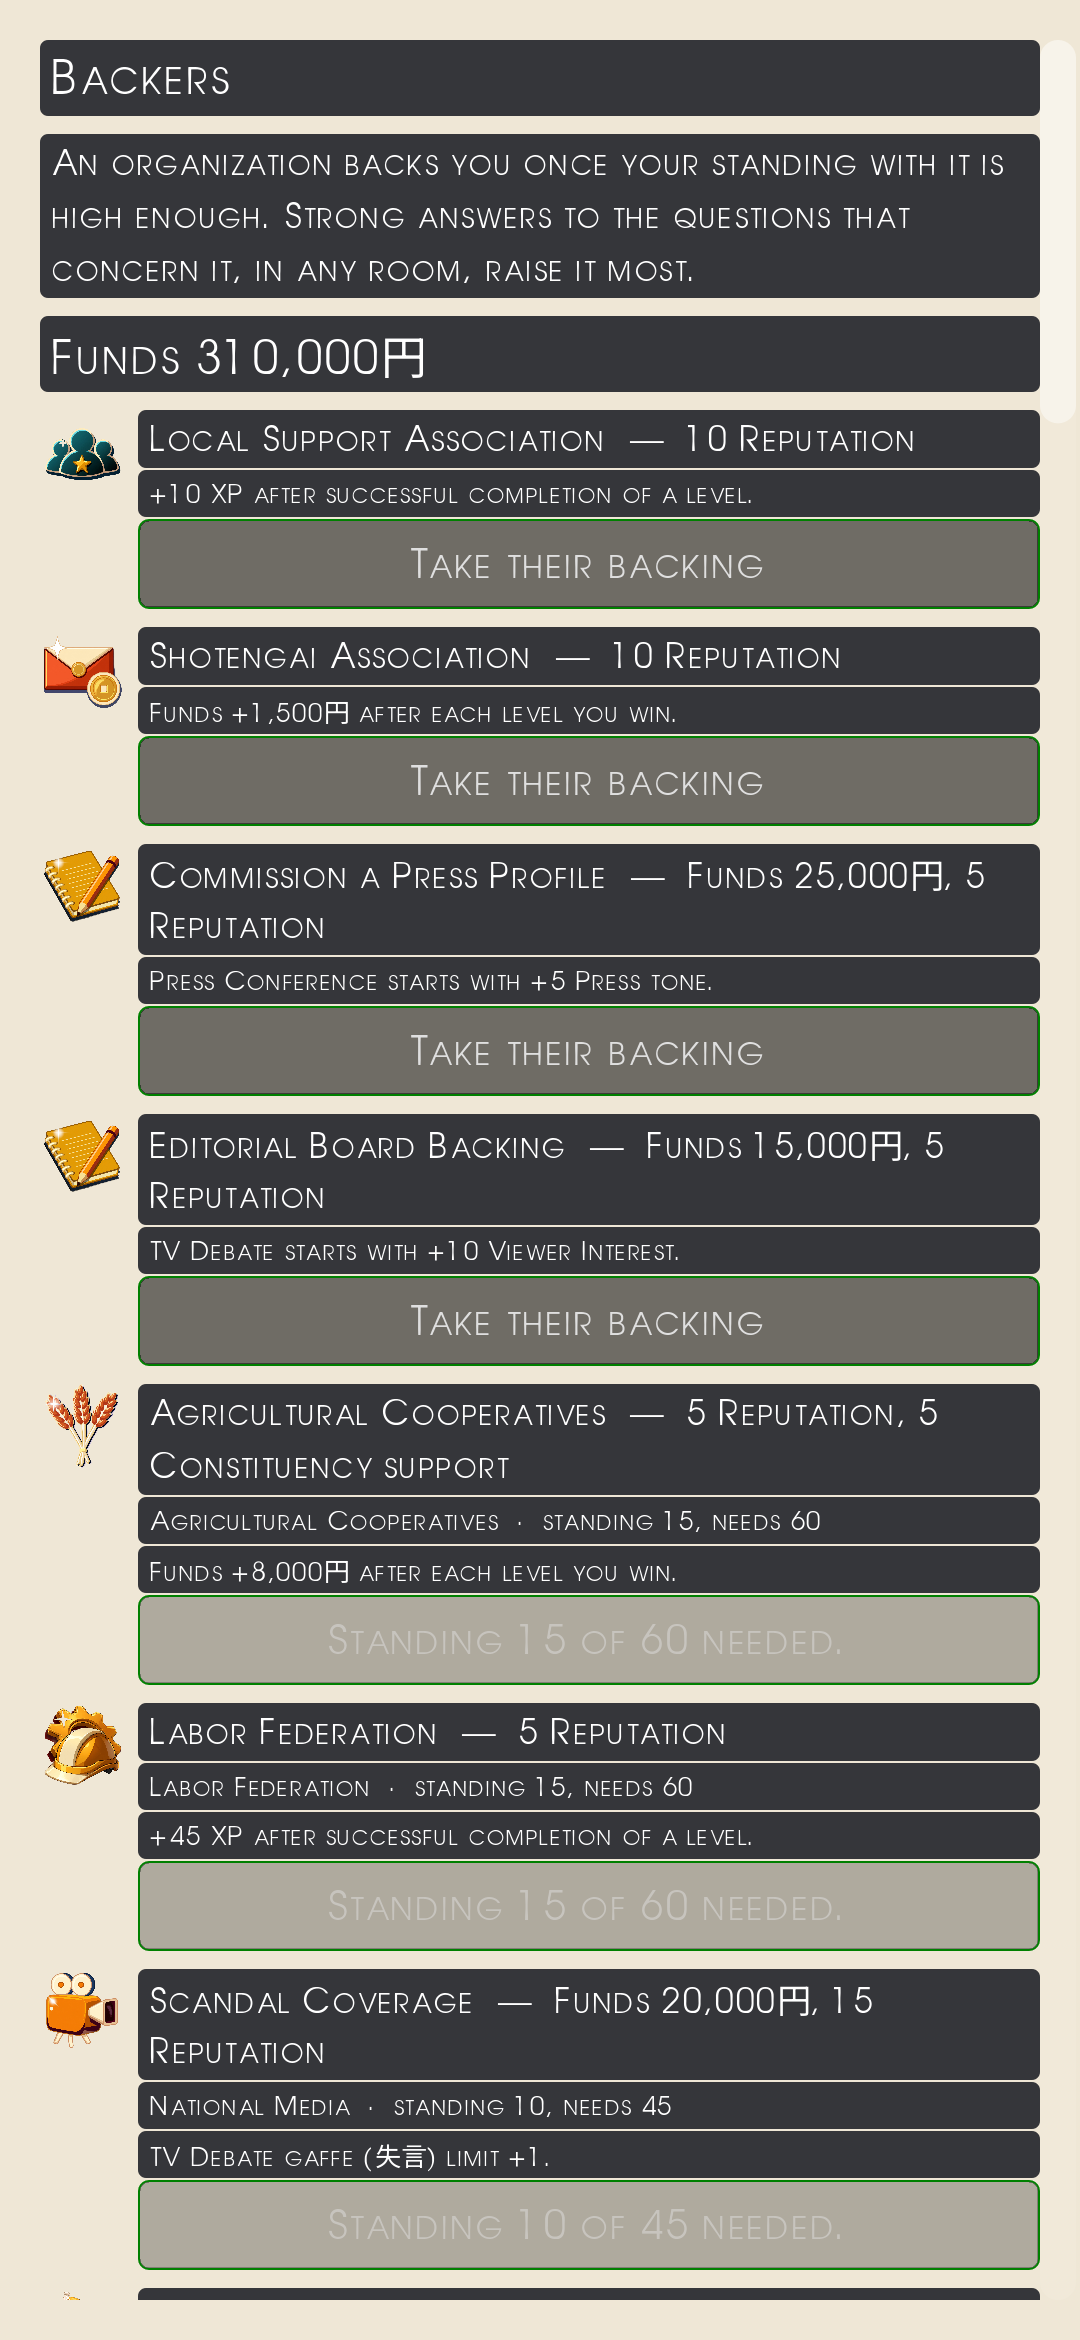 Backers
An organization backs you once your standing with it is
high enough. Strong answers to the questions that
concern it, in any room, raise it most.
Funds 310,000円
Local Support Association — 10 Reputation
+10 XP after successful completion of a level.
Take their backing
Shotengai Association — 10 Reputation
Funds +1,500円 after each level you win.
Take their backing
Commission a Press Profile — Funds 25,000円, 5
Reputation
Press Conference starts with +5 Press tone.
Take their backing
Editorial Board Backing — Funds 15,000円, 5
Reputation
TV Debate starts with +10 Viewer Interest.
Take their backing
Agricultural Cooperatives — 5 Reputation, 5
Constituency support
Agricultural Cooperatives · standing 15, needs 60
Funds +8,000円 after each level you win.
Standing 15 of 60 needed.
Labor Federation — 5 Reputation
Labor Federation · standing 15, needs 60
+45 XP after successful completion of a level.
Standing 15 of 60 needed.
Scandal Coverage — Funds 20,000円, 15
Reputation
National Media · standing 10, needs 45
TV Debate gaffe (失言) limit +1.
Standing 10 of 45 needed.